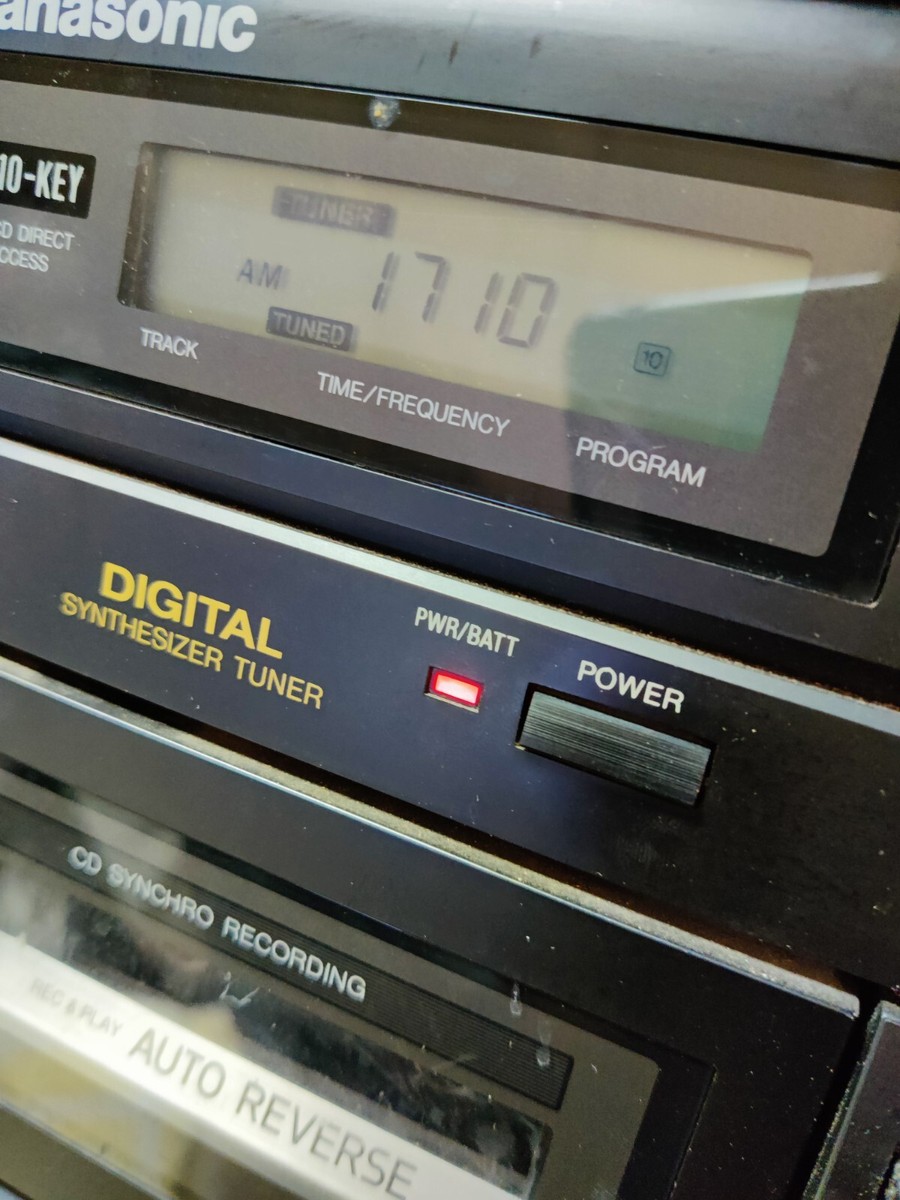 anasonic
10-KEY
CD DIRECT
CCESS
TUNER
AM 1710
TUNED
10
TRACK
TIME/FREQUENCY
PROGRAM
DIGITAL
SYNTHESIZER TUNER
PWR/BATT
POWER
CD SYNCHRO RECORDING
REC & PLAY AUTO REVERSE